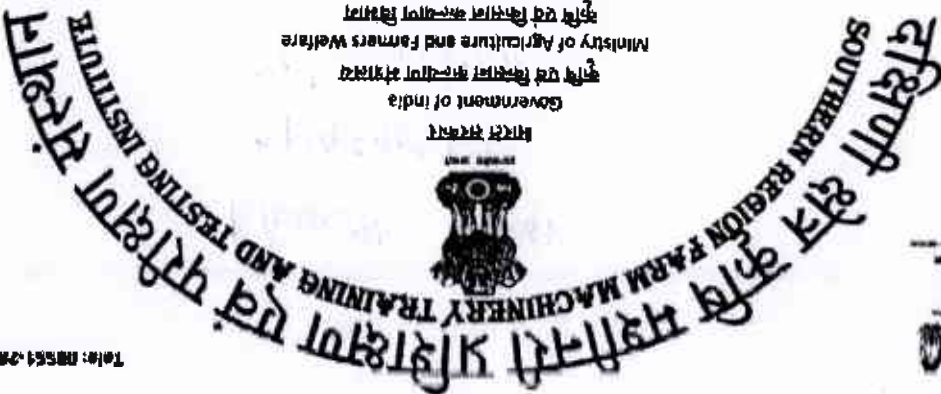 दक्षिणी क्षेत्र कृषि मशीनरी प्रशिक्षण एवं परीक्षण संस्थान
SOUTHERN REGION FARM MACHINERY TRAINING AND TESTING INSTITUTE
भारत सरकार
Government of India
कृषि एवं किसान कल्याण मंत्रालय
Ministry of Agriculture and Farmers Welfare
कृषि एवं किसान कल्याण विभाग